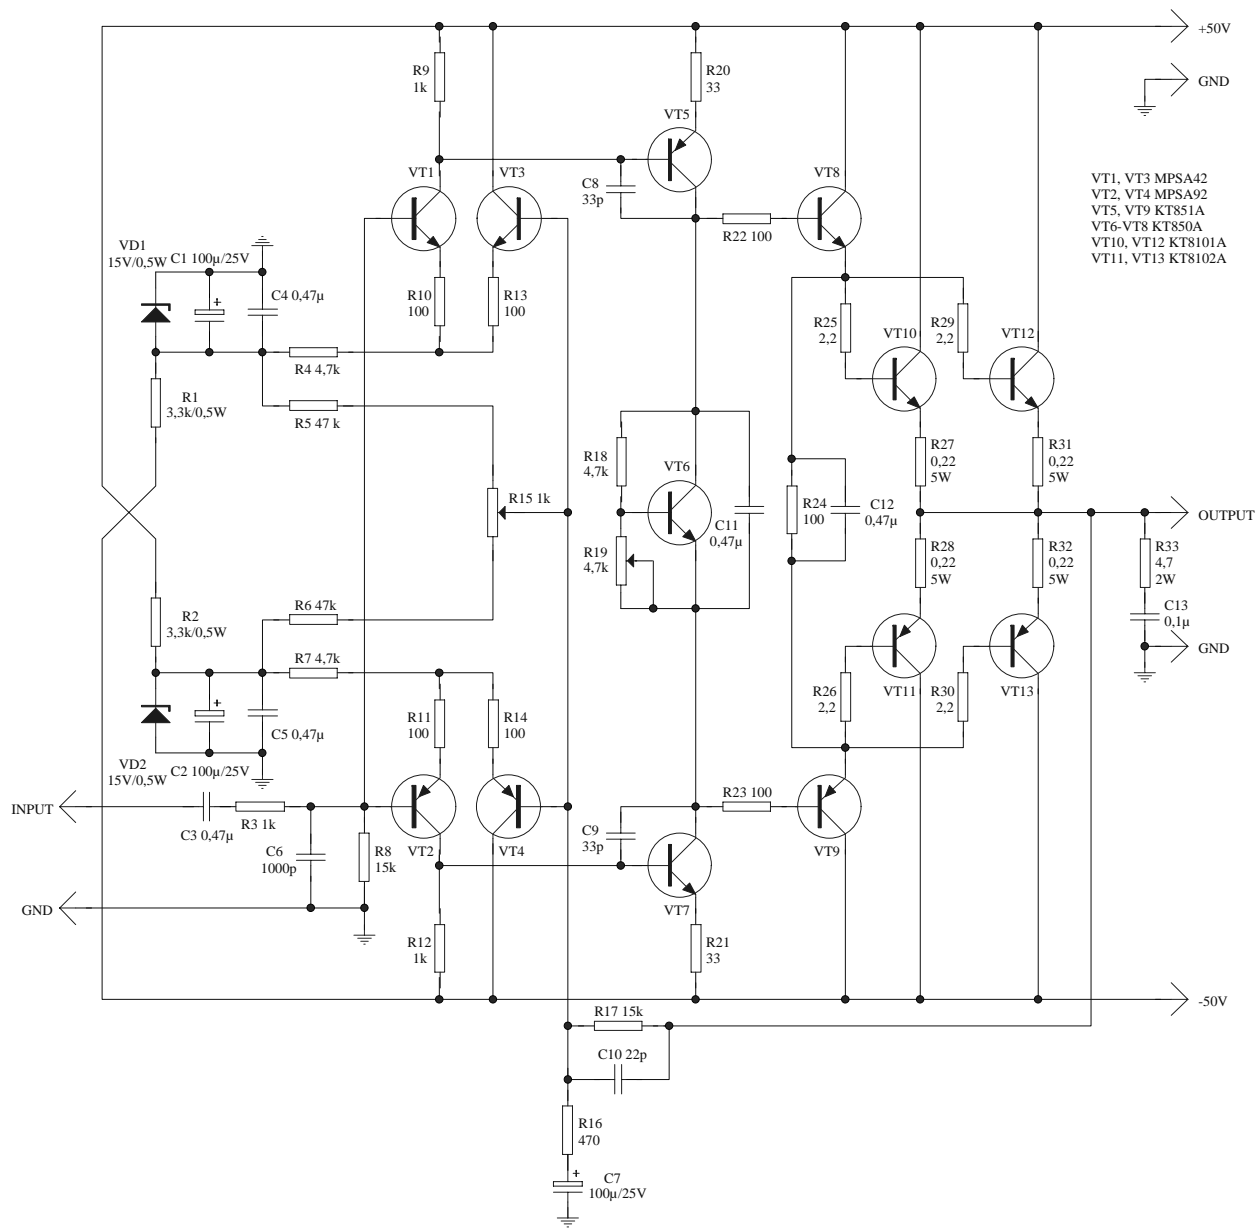 +50V
GND
R9
1k
R20
33
VT5
VT1
VT3
C8
33p
VT8
R22 100
VT1, VT3 MPSA42
VT2, VT4 MPSA92
VT5, VT9 KT851A
VT6-VT8 KT850A
VT10, VT12 KT8101A
VT11, VT13 KT8102A
VD1
15V/0,5W
C1 100µ/25V
+
C4 0,47µ
R10
100
R13
100
R4 4,7k
R1
3,3k/0,5W
R5 47 k
R25
2,2
R29
2,2
VT10
VT12
R18
4,7k
VT6
R27
0,22
5W
R31
0,22
5W
R15 1k
R24
100
C12
0,47µ
C11
0,47µ
OUTPUT
R19
4,7k
R28
0,22
5W
R32
0,22
5W
R33
4,7
2W
C13
0,1µ
GND
R2
3,3k/0,5W
R6 47k
R7 4,7k
VT11
VT13
R26
2,2
R30
2,2
+
R11
100
R14
100
C5 0,47µ
VD2
15V/0,5W
C2 100µ/25V
INPUT
C3 0,47µ
R3 1k
C6
1000p
R8
15k
VT2
VT4
C9
33p
R23 100
VT9
VT7
GND
R12
1k
R21
33
-50V
R17 15k
C10 22p
R16
470
+
C7
100µ/25V